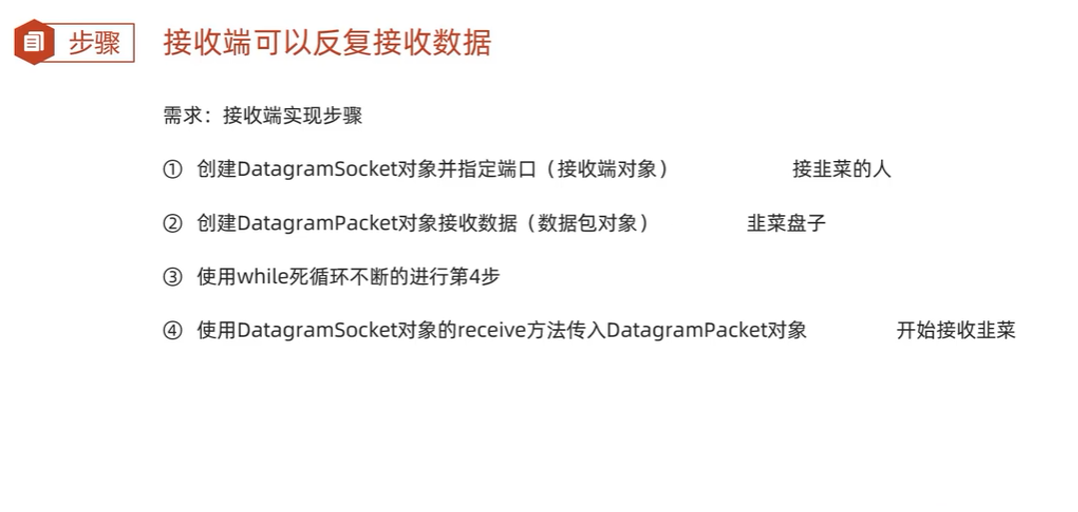 步骤 接收端可以反复接收数据
需求：接收端实现步骤
① 创建DatagramSocket对象并指定端口（接收端对象） 接韭菜的人
② 创建DatagramPacket对象接收数据（数据包对象） 韭菜盘子
③ 使用while死循环不断的进行第4步
④ 使用DatagramSocket对象的receive方法传入DatagramPacket对象 开始接收韭菜